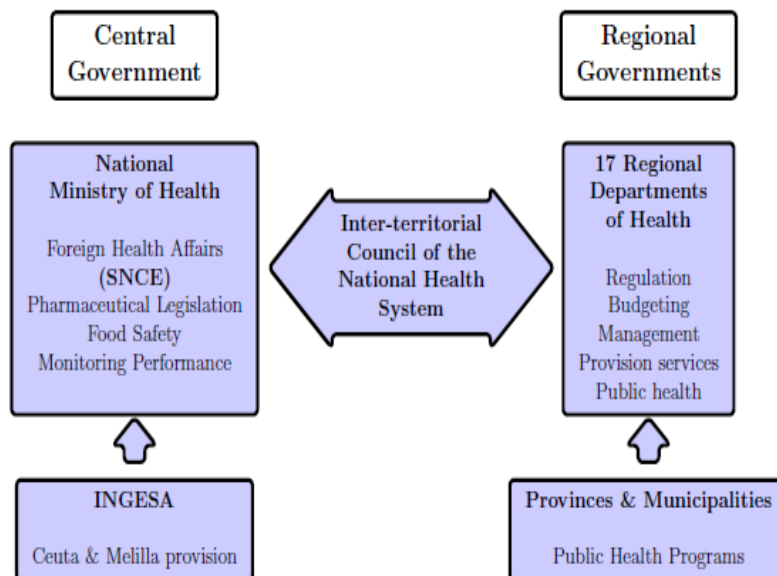 Central
Government
Regional
Governments
National
Ministry of Health
Foreign Health Affairs
(SNCE)
Pharmaceutical Legislation
Food Safety
Monitoring Performance
Inter-territorial
Council of the
National Health
System
17 Regional
Departments
of Health
Regulation
Budgeting
Management
Provision services
Public health
INGESA
Ceuta & Melilla provision
Provinces & Municipalities
Public Health Programs